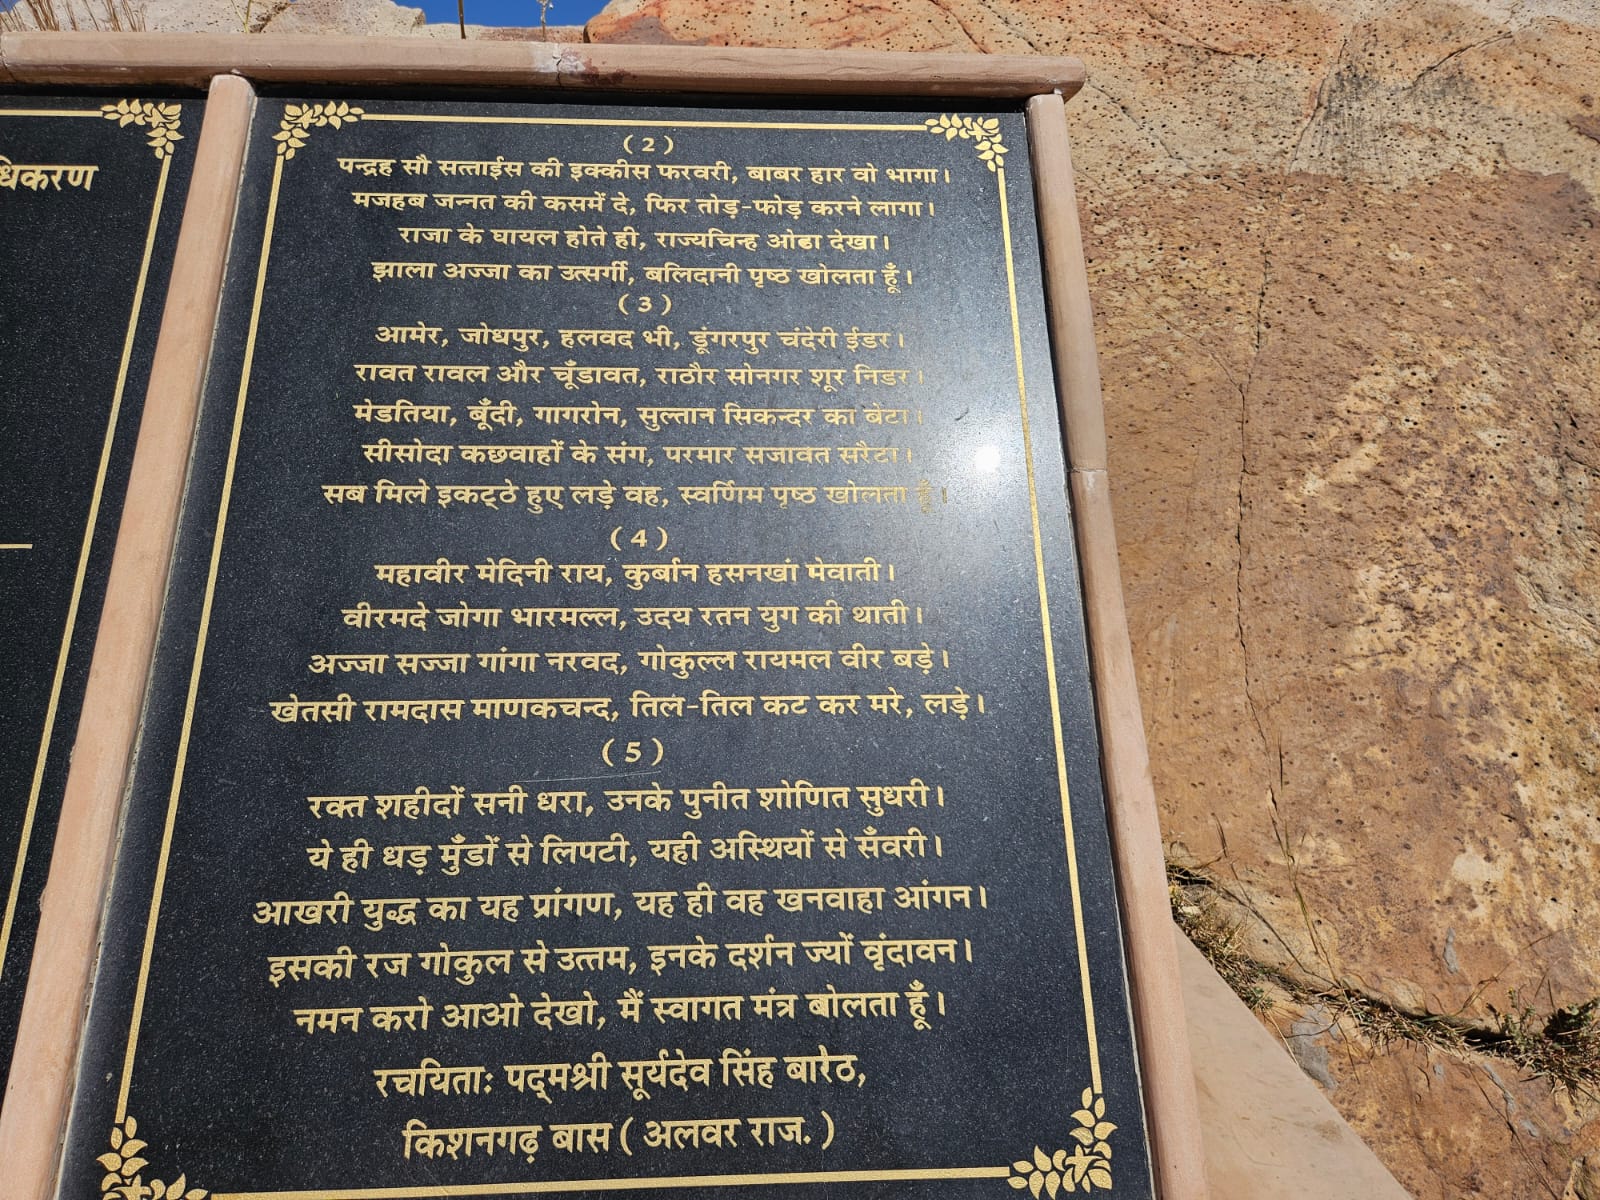 धिकरण
(2)
पन्द्रह सौ सत्ताईस की इक्कीस फरवरी, बाबर हार वो भागा।
मजहब जन्नत की कसमें दे, फिर तोड़-फोड़ करने लागा।
राजा के घायल होते ही, राज्यचिन्ह ओढा देखा।
झाला अज्जा का उत्सर्गी, बलिदानी पृष्ठ खोलता हूँ।
(3)
आमेर, जोधपुर, हलवद भी, डूंगरपुर चंदेरी ईडर।
रावत रावल और चूँडावत, राठौर सोनगर शूर निडर।
मेडतिया, बूँदी, गागरोन, सुल्तान सिकन्दर का बेटा।
सीसोदा कछवाहों के संग, परमार सजावत सरैटा।
सब मिले इकट्ठे हुए लड़े वह, स्वर्णिम पृष्ठ खोलता हूँ।
(4)
महावीर मेदिनी राय, कुर्बान हसनखां मेवाती।
वीरमदे जोगा भारमल्ल, उदय रतन युग की थाती।
अज्जा सज्जा गांगा नरवद, गोकुल्ल रायमल वीर बड़े।
खेतसी रामदास माणकचन्द, तिल-तिल कट कर मरे, लड़े।
(5)
रक्त शहीदों सनी धरा, उनके पुनीत शोणित सुधरी।
ये ही धड़ मुँडों से लिपटी, यही अस्थियों से सँवरी।
आखरी युद्ध का यह प्रांगण, यह ही वह खनवाहा आंगन।
इसकी रज गोकुल से उत्तम, इनके दर्शन ज्यों वृंदावन।
नमन करो आओ देखो, मैं स्वागत मंत्र बोलता हूँ।
रचयिताः पद्मश्री सूर्यदेव सिंह बारेठ,
किशनगढ़ बास (अलवर राज.)